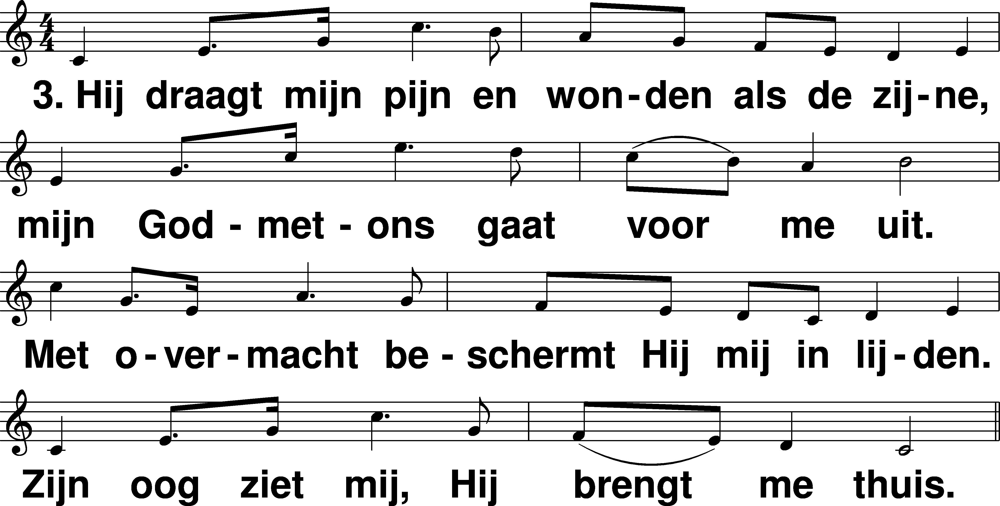 4
4
3. Hij draagt mijn pijn en won-den als de zij-ne,
mijn God - met - ons gaat voor me uit.
Met o - ver - macht be - schermt Hij mij in lij - den.
Zijn oog ziet mij, Hij brengt me thuis.